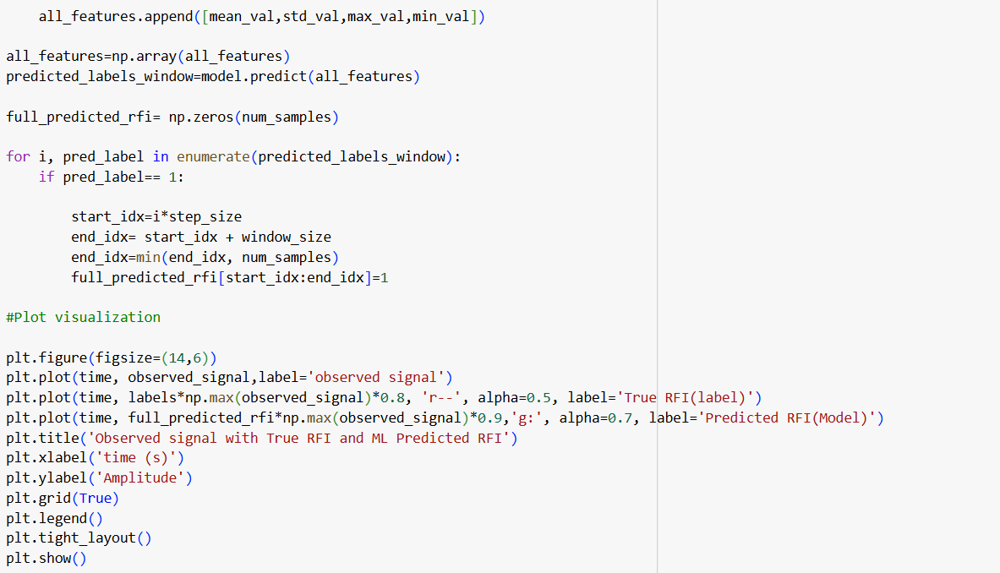 all_features.append([mean_val,std_val,max_val,min_val])

all_features=np.array(all_features)
predicted_labels_window=model.predict(all_features)

full_predicted_rfi= np.zeros(num_samples)

for i, pred_label in enumerate(predicted_labels_window):
    if pred_label== 1:

        start_idx=i*step_size
        end_idx= start_idx + window_size
        end_idx=min(end_idx, num_samples)
        full_predicted_rfi[start_idx:end_idx]=1

#Plot visualization

plt.figure(figsize=(14,6))
plt.plot(time, observed_signal,label='observed signal')
plt.plot(time, labels*np.max(observed_signal)*0.8, 'r--', alpha=0.5, label='True RFI(label)')
plt.plot(time, full_predicted_rfi*np.max(observed_signal)*0.9,'g:', alpha=0.7, label='Predicted RFI(Model)')
plt.title('Observed signal with True RFI and ML Predicted RFI')
plt.xlabel('time (s)')
plt.ylabel('Amplitude')
plt.grid(True)
plt.legend()
plt.tight_layout()
plt.show()